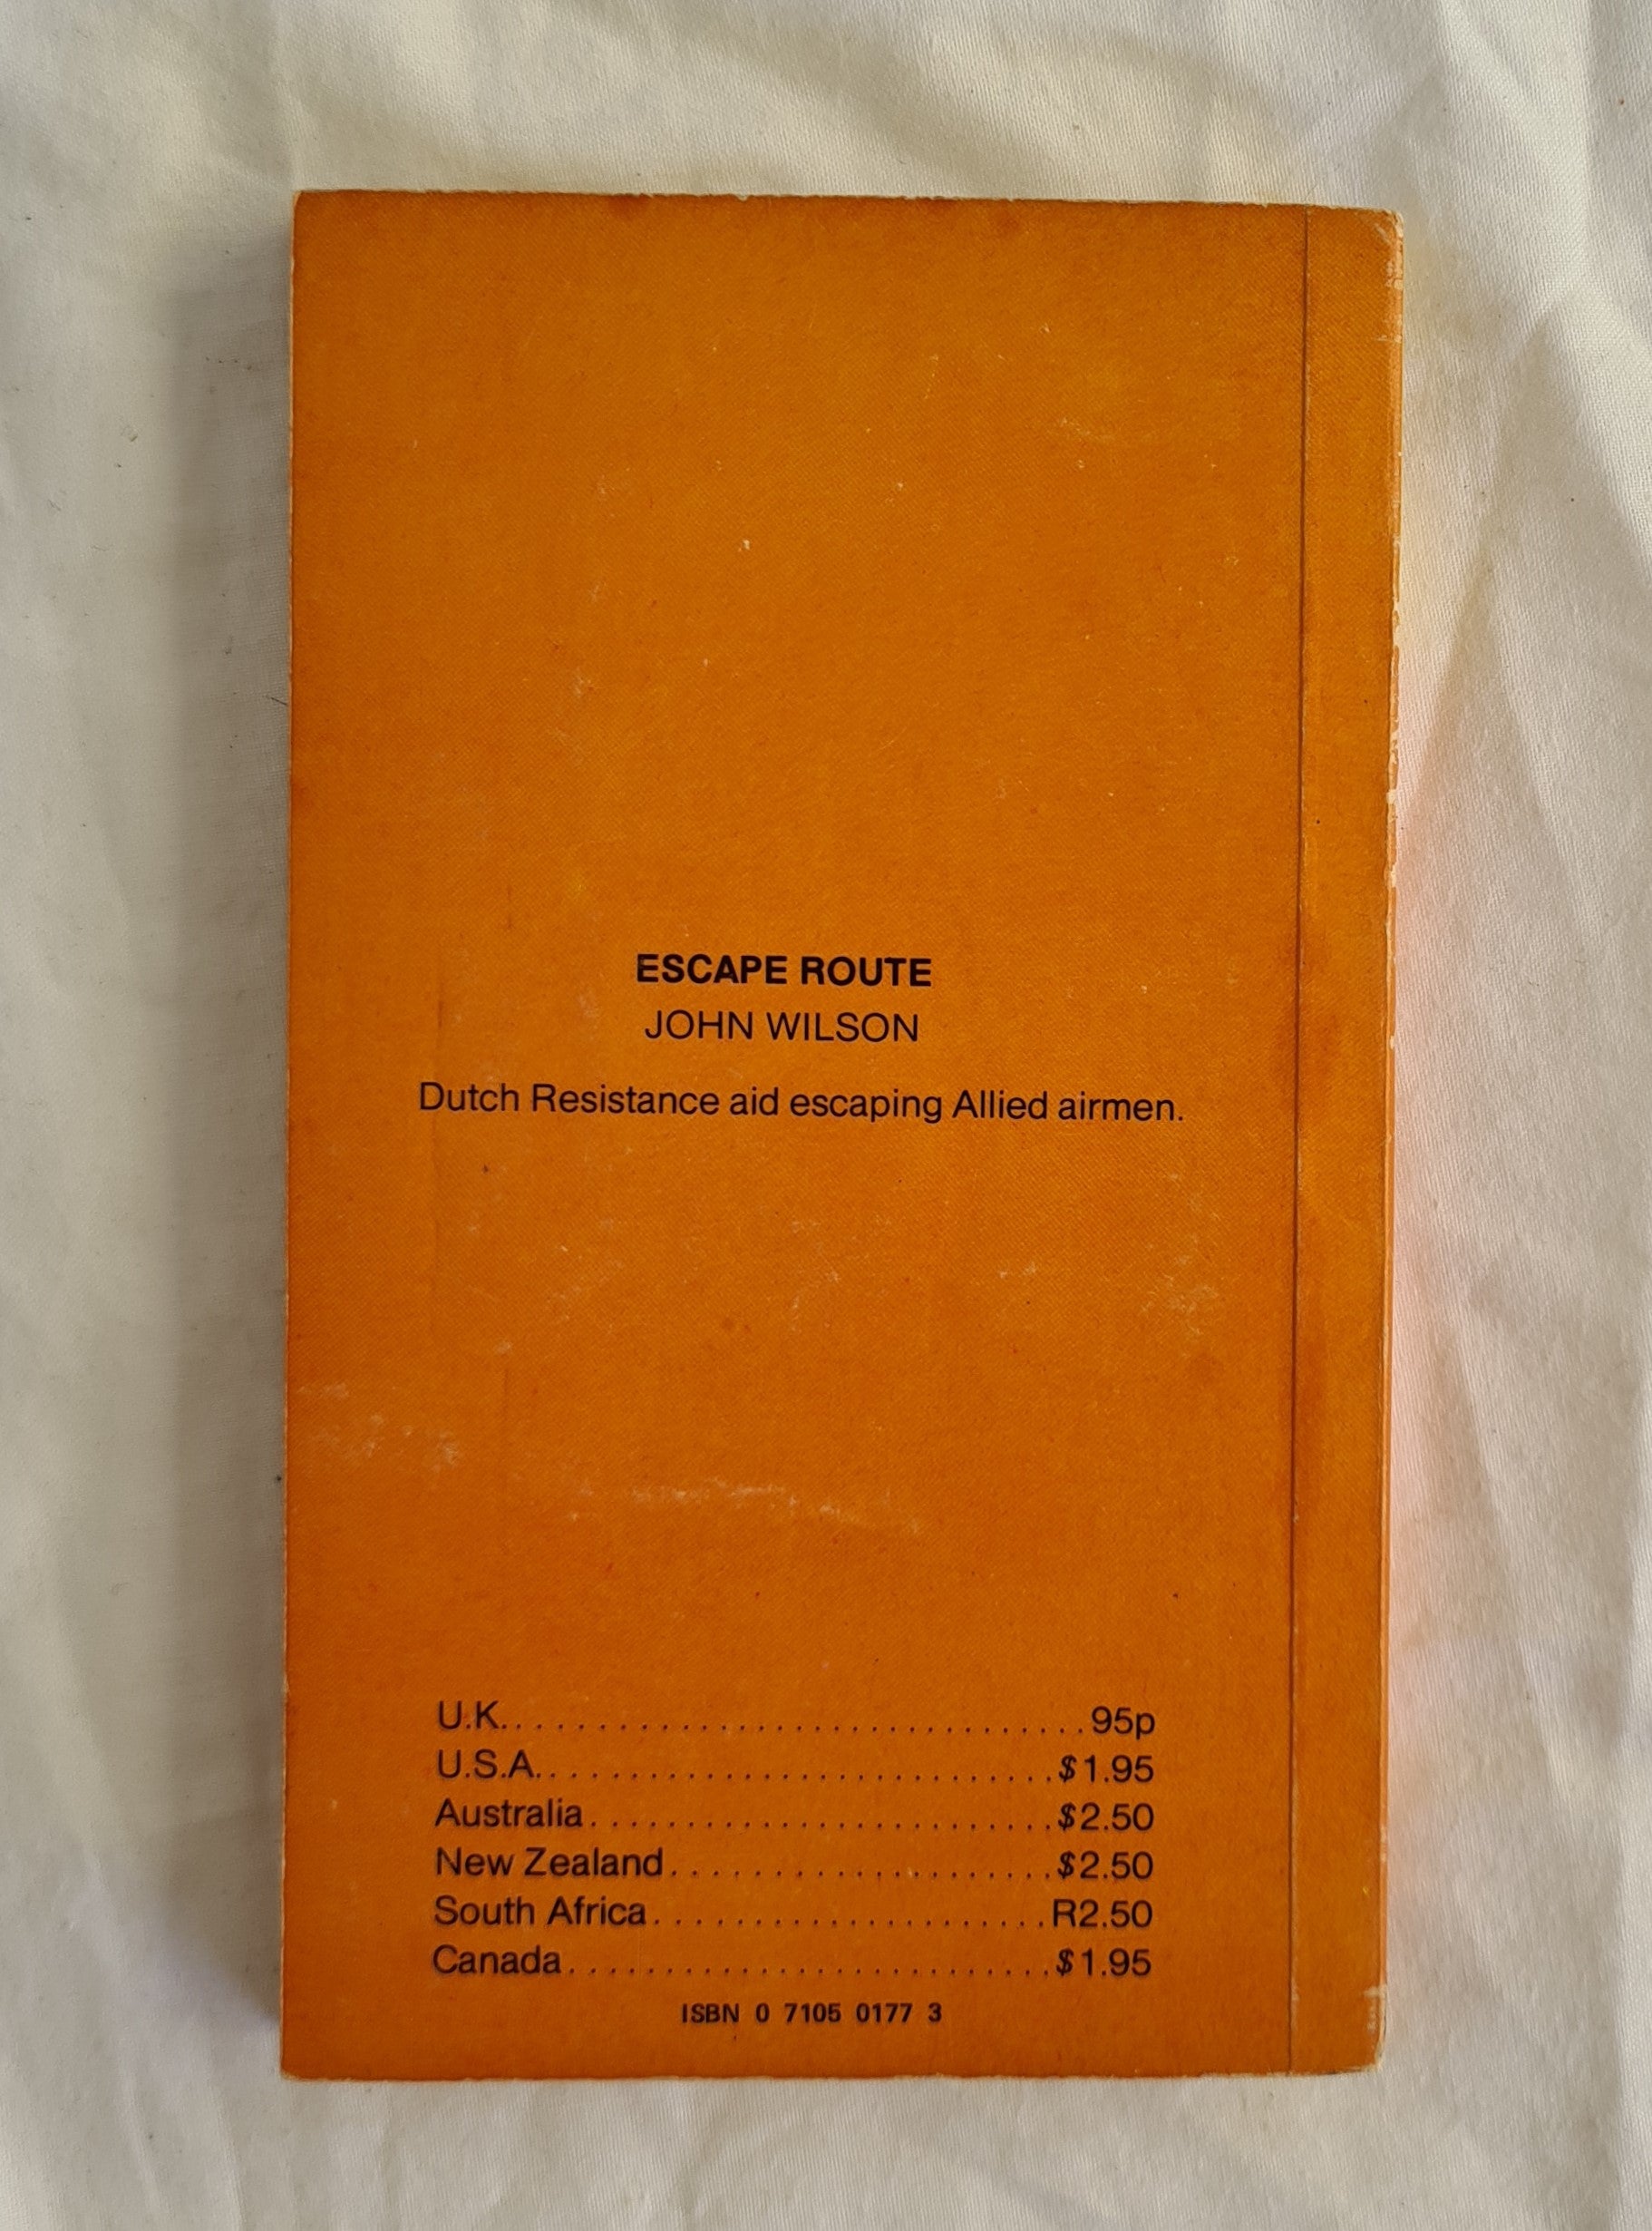 ESCAPE ROUTE
JOHN WILSON
Dutch Resistance aid escaping Allied airmen.
U.K. ................................. 95p
U.S.A. ............................. $1.95
Australia .......................... $2.50
New Zealand ..................... $2.50
South Africa ...................... R2.50
Canada ........................... $1.95
ISBN 0 7105 0177 3